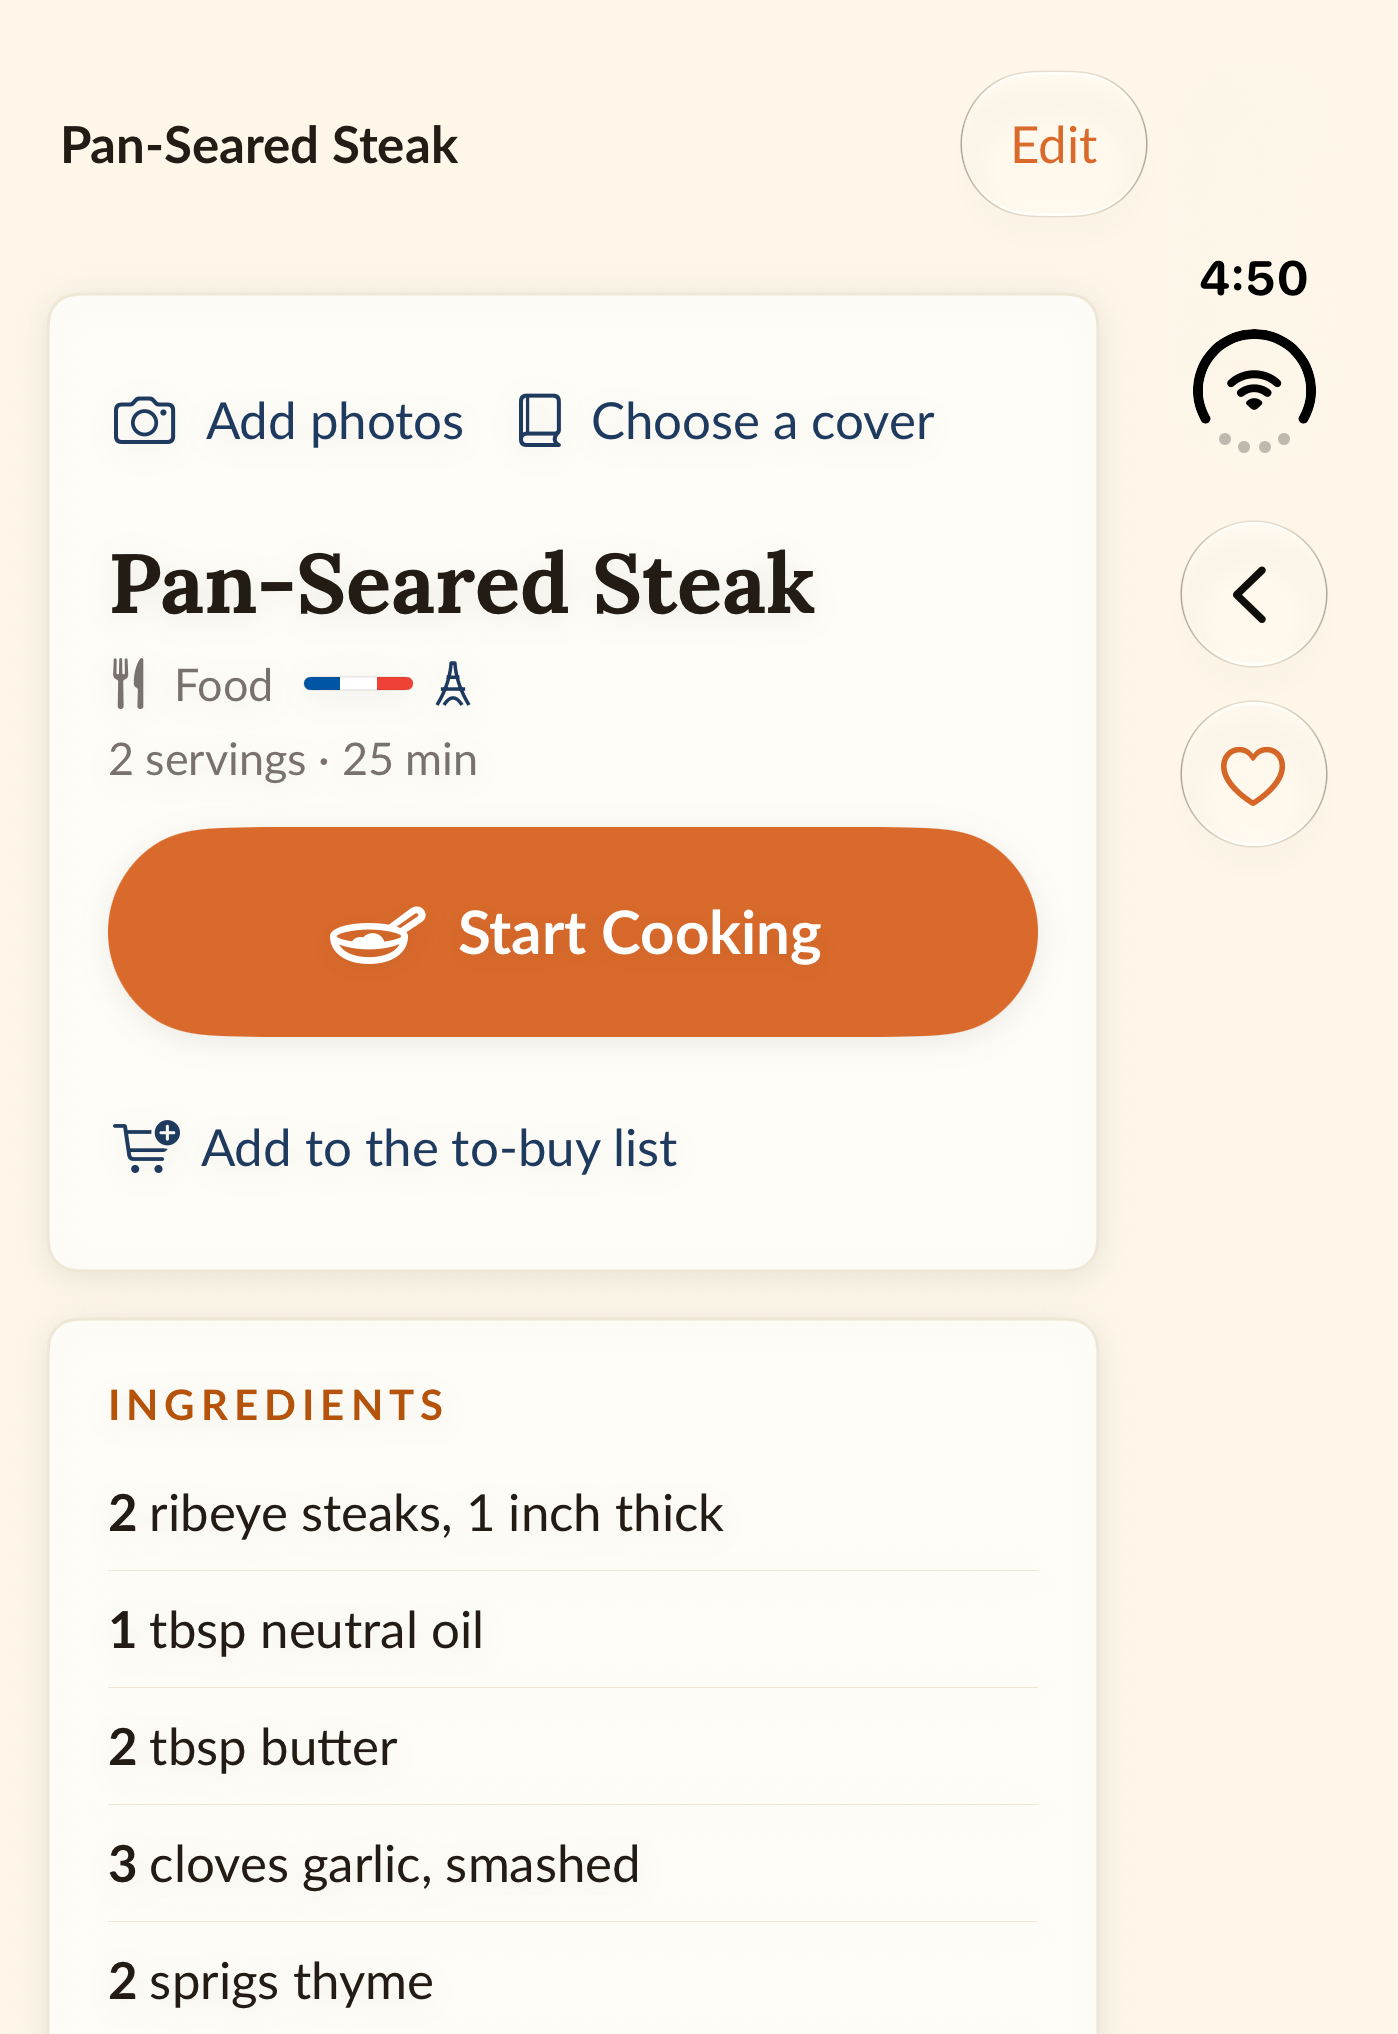 Pan-Seared Steak
Edit
4:50
Add photos
Choose a cover
Pan-Seared Steak
Food
2 servings · 25 min
Start Cooking
Add to the to-buy list
INGREDIENTS
2 ribeye steaks, 1 inch thick
1 tbsp neutral oil
2 tbsp butter
3 cloves garlic, smashed
2 sprigs thyme